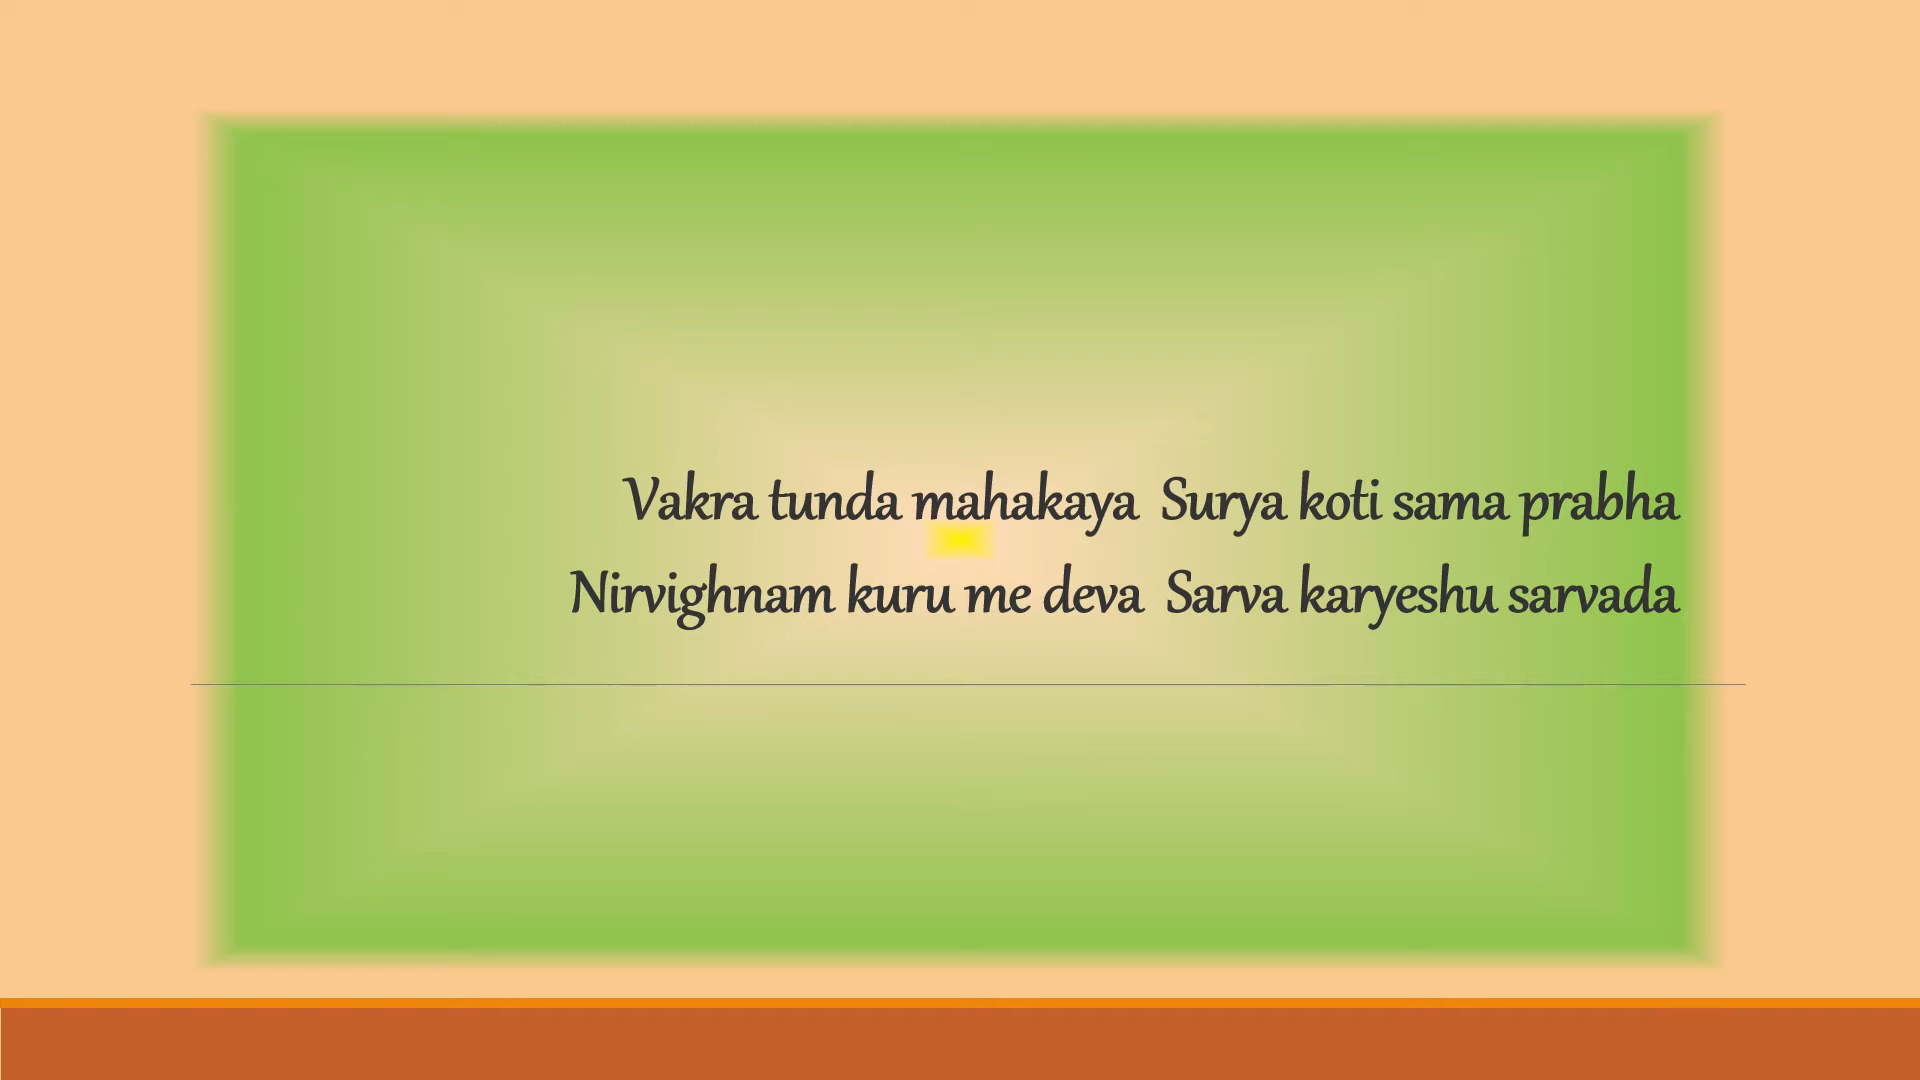 Vakra tunda mahakaya  Surya koti sama prabha
Nirvighnam kuru me deva  Sarva karyeshu sarvada